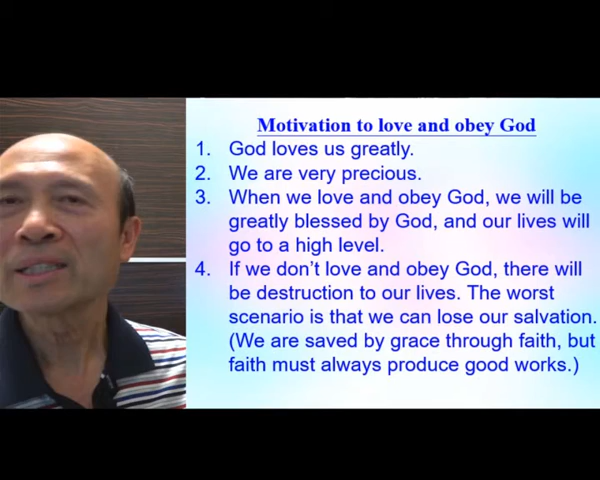 Motivation to love and obey God
1. God loves us greatly.
2. We are very precious.
3. When we love and obey God, we will be
greatly blessed by God, and our lives will
go to a high level.
4. If we don't love and obey God, there will
be destruction to our lives. The worst
scenario is that we can lose our salvation.
(We are saved by grace through faith, but
faith must always produce good works.)